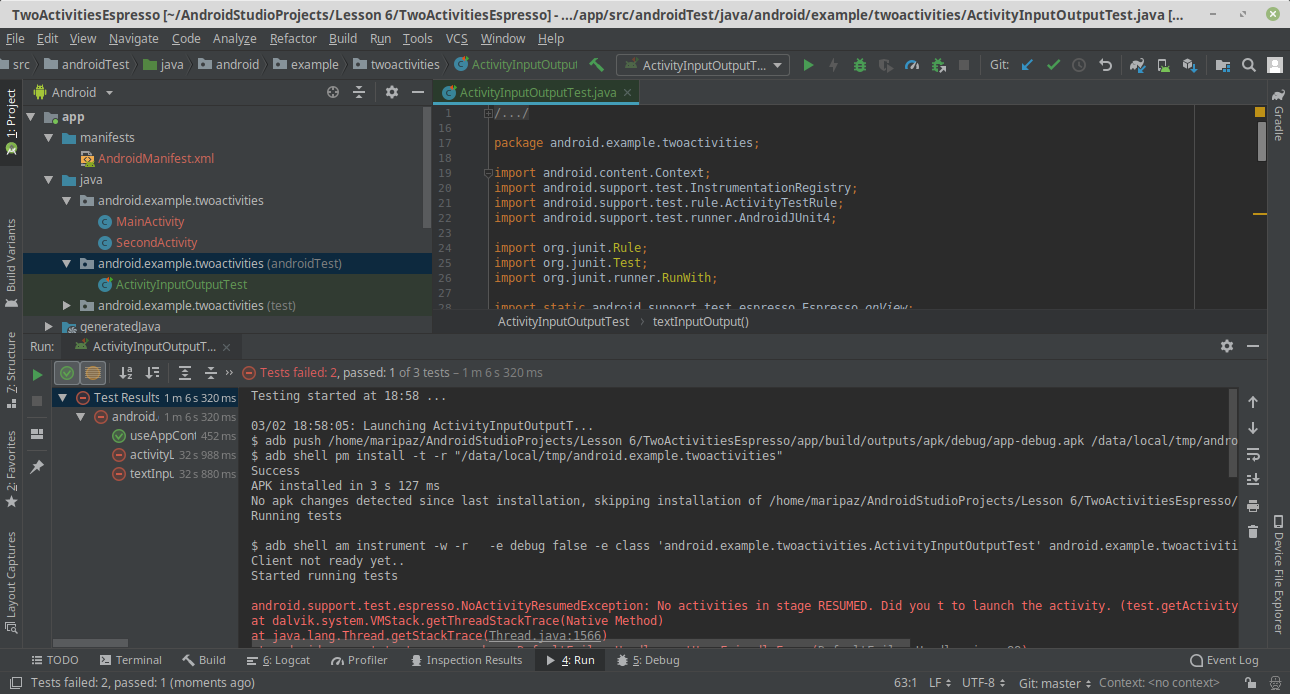 TwoActivitiesEspresso [~/AndroidStudioProjects/Lesson 6/TwoActivitiesEspresso] - .../app/src/androidTest/java/android/example/twoactivities/ActivityInputOutputTest.java [...
File Edit View Navigate Code Analyze Refactor Build Run Tools VCS Window Help
src androidTest java android example twoactivities ActivityInputOutput ActivityInputOutputT... Git:
Android
ActivityInputOutputTest.java
1: Project
Build Variants
7: Structure
2: Favorites
Layout Captures
app
manifests
AndroidManifest.xml
java
android.example.twoactivities
MainActivity
SecondActivity
android.example.twoactivities (androidTest)
ActivityInputOutputTest
android.example.twoactivities (test)
generatedJava
1 /.../
16
17 package android.example.twoactivities;
18
19 import android.content.Context;
20 import android.support.test.InstrumentationRegistry;
21 import android.support.test.rule.ActivityTestRule;
22 import android.support.test.runner.AndroidJUnit4;
23
24 import org.junit.Rule;
25 import org.junit.Test;
26 import org.junit.runner.RunWith;
27
28 import static android.support.test.espresso.Espresso.onView;
ActivityInputOutputTest textInputOutput()
Gradle
Device File Explorer
Run: ActivityInputOutputT...
Tests failed: 2, passed: 1 of 3 tests – 1 m 6 s 320 ms
Test Results 1 m 6 s 320 ms
android. 1 m 6 s 320 ms
useAppCont 452 ms
activityL 32 s 988 ms
textInpu 32 s 880 ms
Testing started at 18:58 ...
03/02 18:58:05: Launching ActivityInputOutputT...
$ adb push /home/maripaz/AndroidStudioProjects/Lesson 6/TwoActivitiesEspresso/app/build/outputs/apk/debug/app-debug.apk /data/local/tmp/andro
$ adb shell pm install -t -r "/data/local/tmp/android.example.twoactivities"
Success
APK installed in 3 s 127 ms
No apk changes detected since last installation, skipping installation of /home/maripaz/AndroidStudioProjects/Lesson 6/TwoActivitiesEspresso/
Running tests
$ adb shell am instrument -w -r -e debug false -e class 'android.example.twoactivities.ActivityInputOutputTest' android.example.twoactiviti
Client not ready yet..
Started running tests
android.support.test.espresso.NoActivityResumedException: No activities in stage RESUMED. Did you t to launch the activity. (test.getActivity
at dalvik.system.VMStack.getThreadStackTrace(Native Method)
at java.lang.Thread.getStackTrace(Thread.java:1566)
TODO Terminal Build 6: Logcat Profiler Inspection Results 4: Run 5: Debug Event Log
Tests failed: 2, passed: 1 (moments ago) 63:1 LF UTF-8 Git: master Context: <no context>